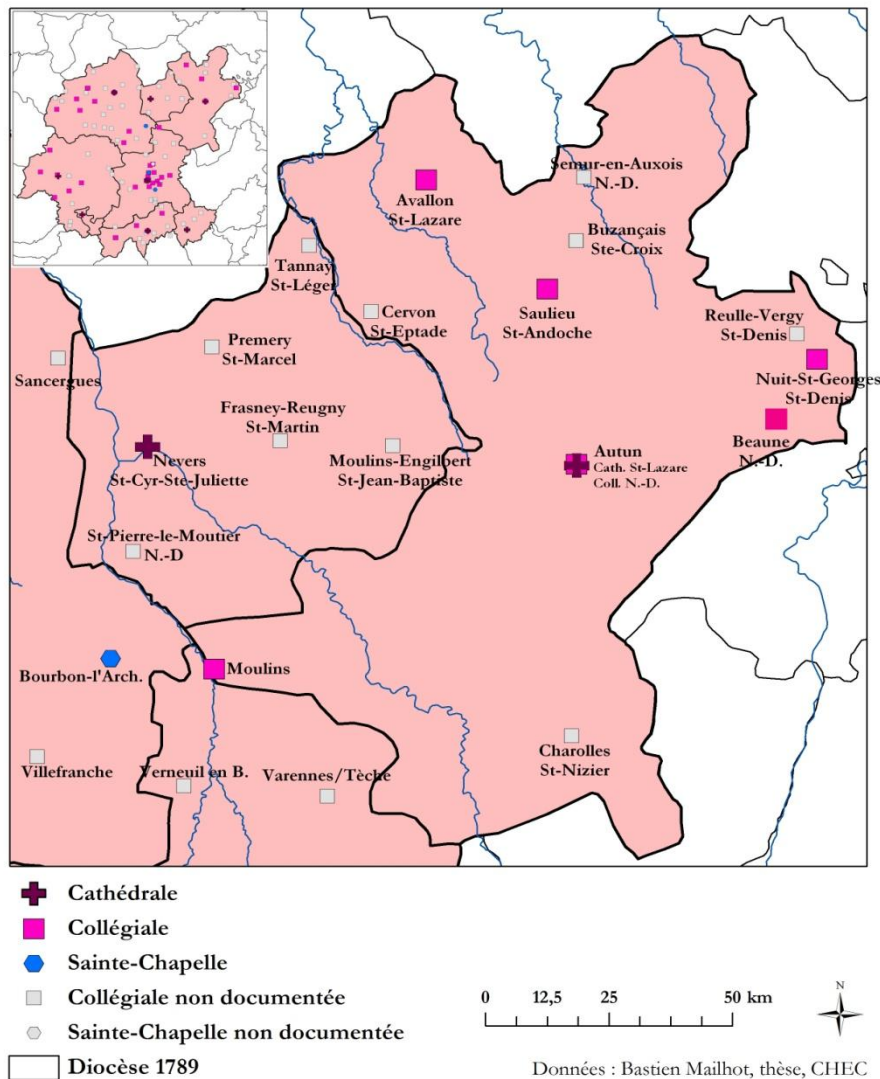 Semur-en-Auxois
N.-D.
Avallon
St-Lazare
Buzançais
Ste-Croix
Tannay
St-Léger
Cervon
St-Eptade
Saulieu
St-Andoche
Reulle-Vergy
St-Denis
Premery
St-Marcel
Sancergues
Nuit-St-Georges
St-Denis
Frasney-Reugny
St-Martin
Nevers
St-Cyr-Ste-Juliette
Moulins-Engilbert
St-Jean-Baptiste
Autun
Cath. St-Lazare
Coll. N.-D.
Beaune
N.-D.
St-Pierre-le-Moutier
N.-D
Bourbon-l'Arch.
Moulins
Charolles
St-Nizier
Villefranche
Verneuil en B.
Varennes/Tèche
Cathédrale
Collégiale
Sainte-Chapelle
Collégiale non documentée
Sainte-Chapelle non documentée
Diocèse 1789
0 12,5 25 50 km
N
Données : Bastien Mailhot, thèse, CHEC